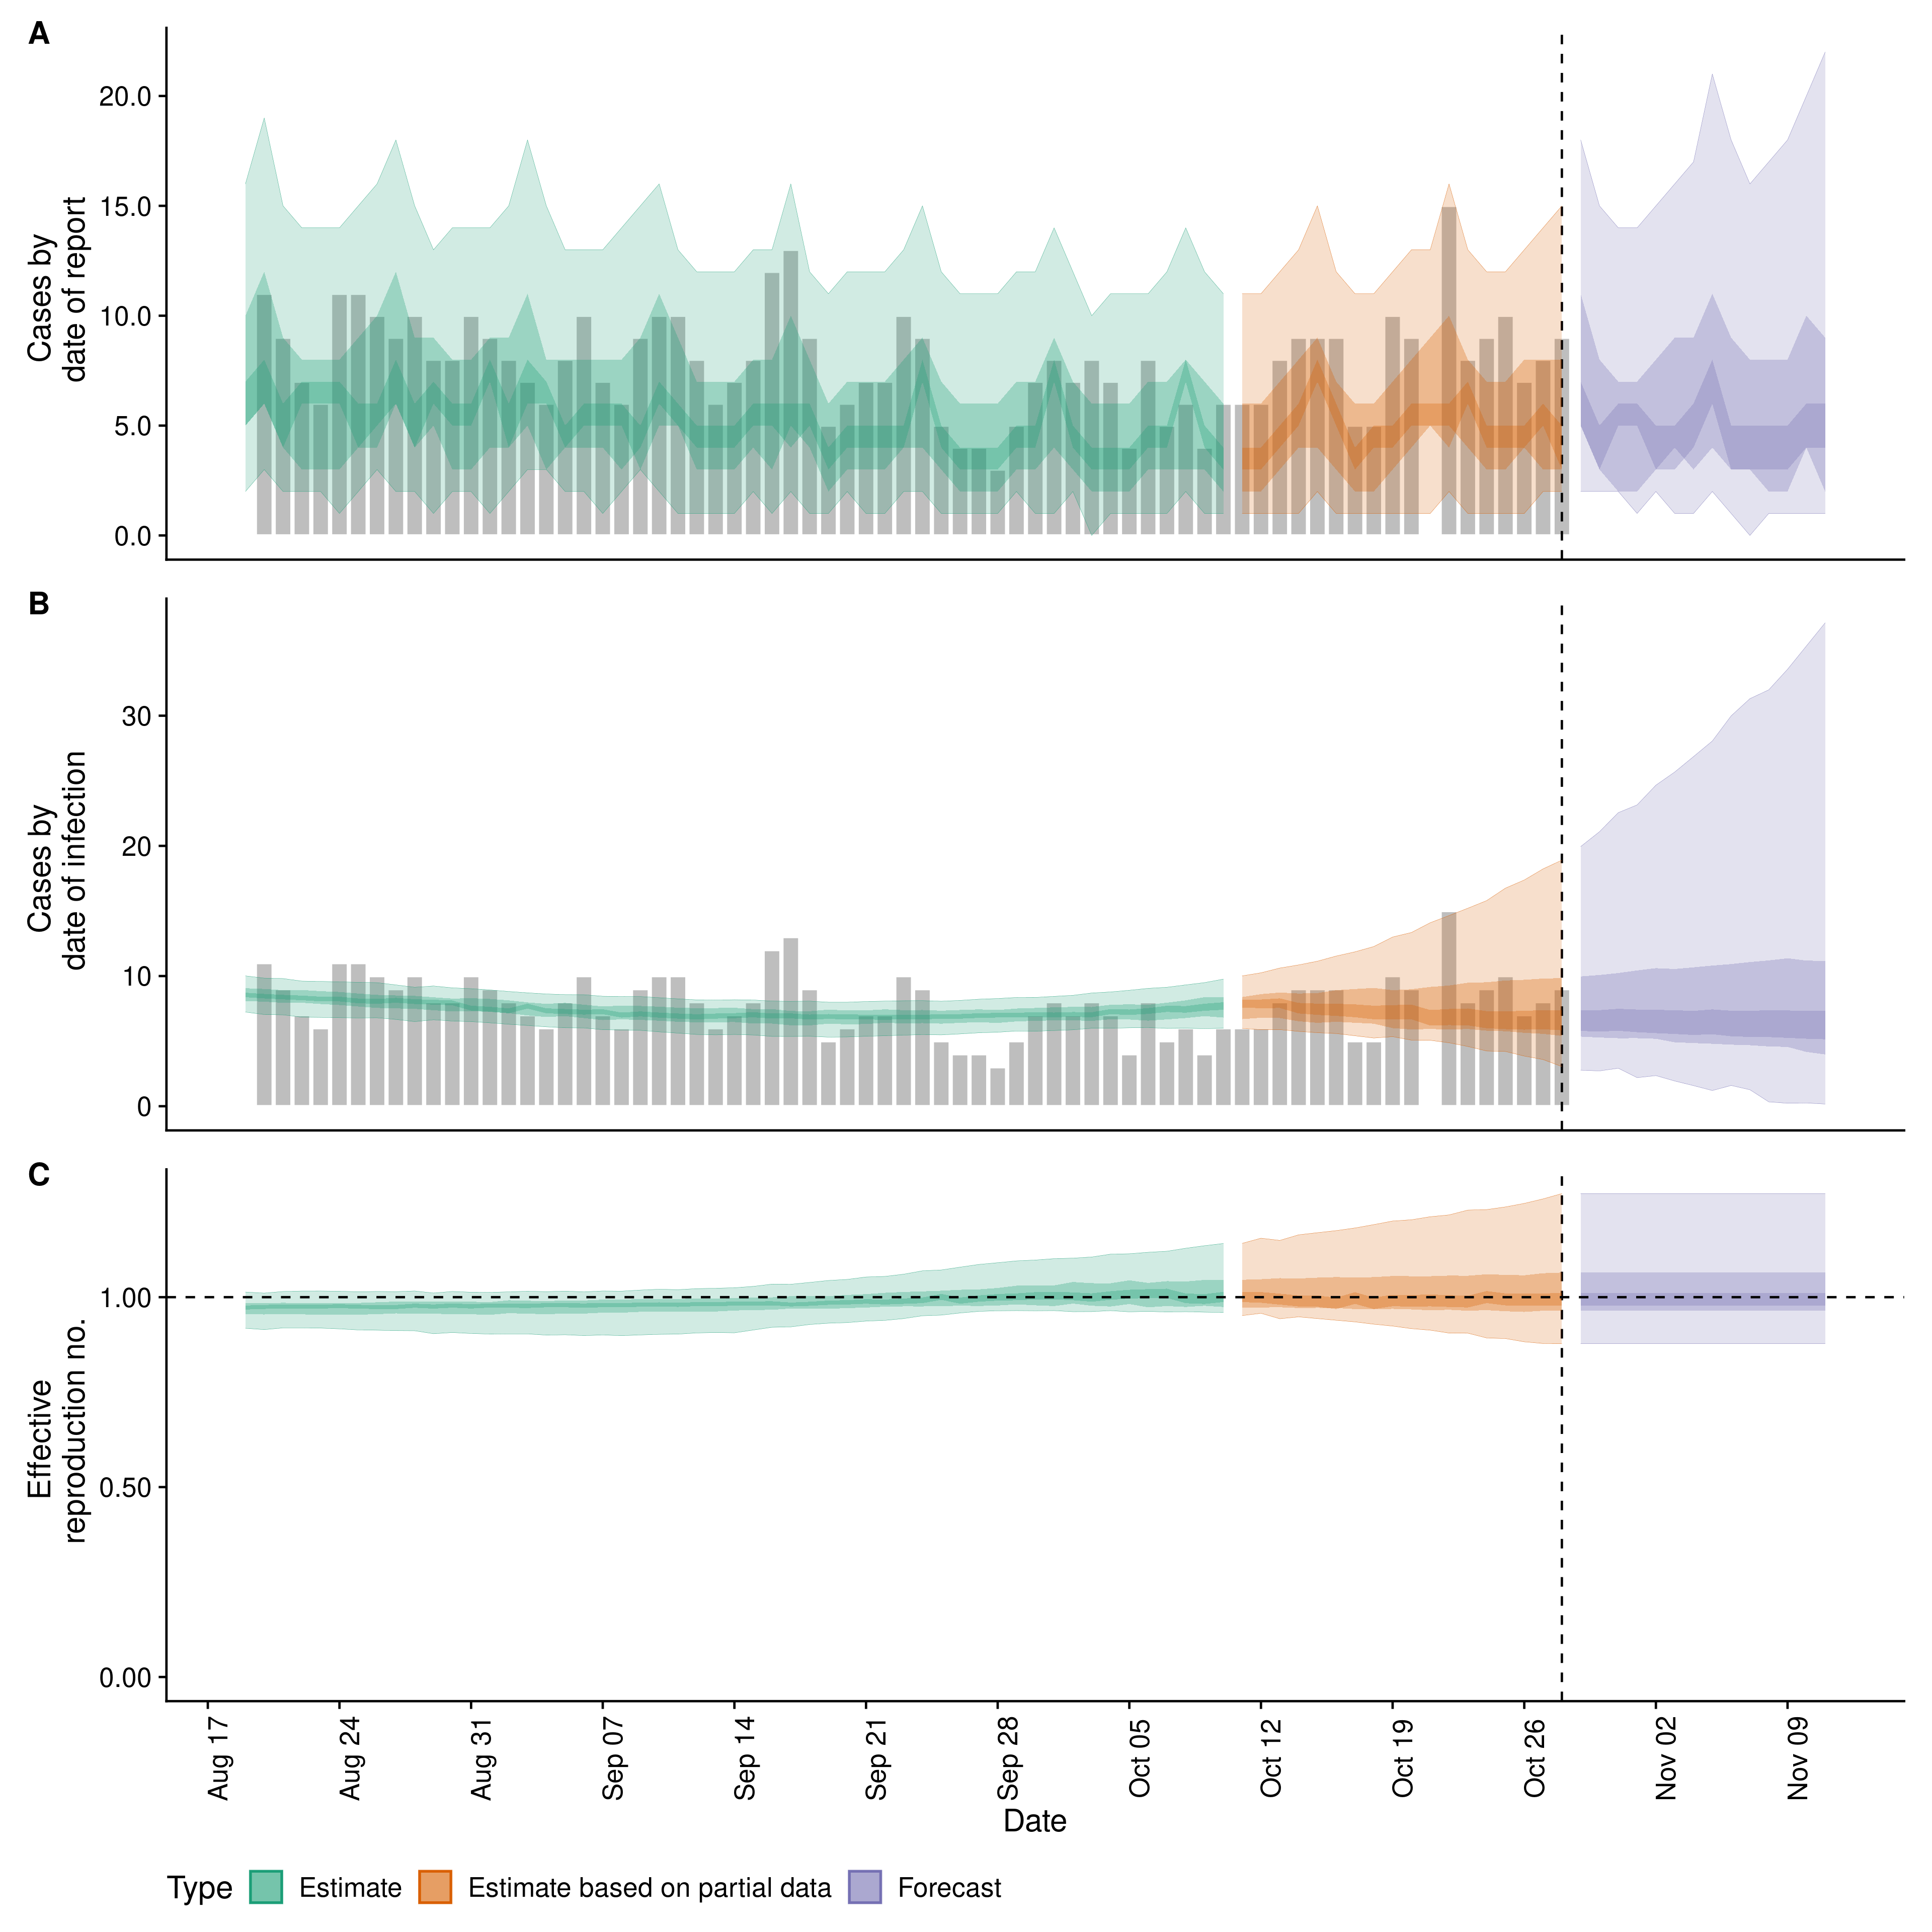 A
20.0
15.0
10.0
5.0
0.0
Cases by
date of report
B
30
20
10
0
Cases by
date of infection
C
1.00
0.50
0.00
Effective
reproduction no.
Aug 17
Aug 24
Aug 31
Sep 07
Sep 14
Sep 21
Sep 28
Oct 05
Oct 12
Oct 19
Oct 26
Nov 02
Nov 09
Date
Type Estimate Estimate based on partial data Forecast